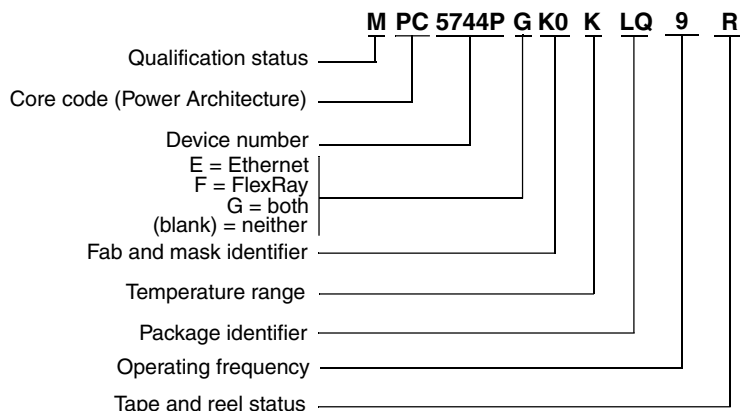 M PC 5744P G K0 K LQ 9 R
Qualification status
Core code (Power Architecture)
Device number
E = Ethernet
F = FlexRay
G = both
(blank) = neither
Fab and mask identifier
Temperature range
Package identifier
Operating frequency
Tape and reel status